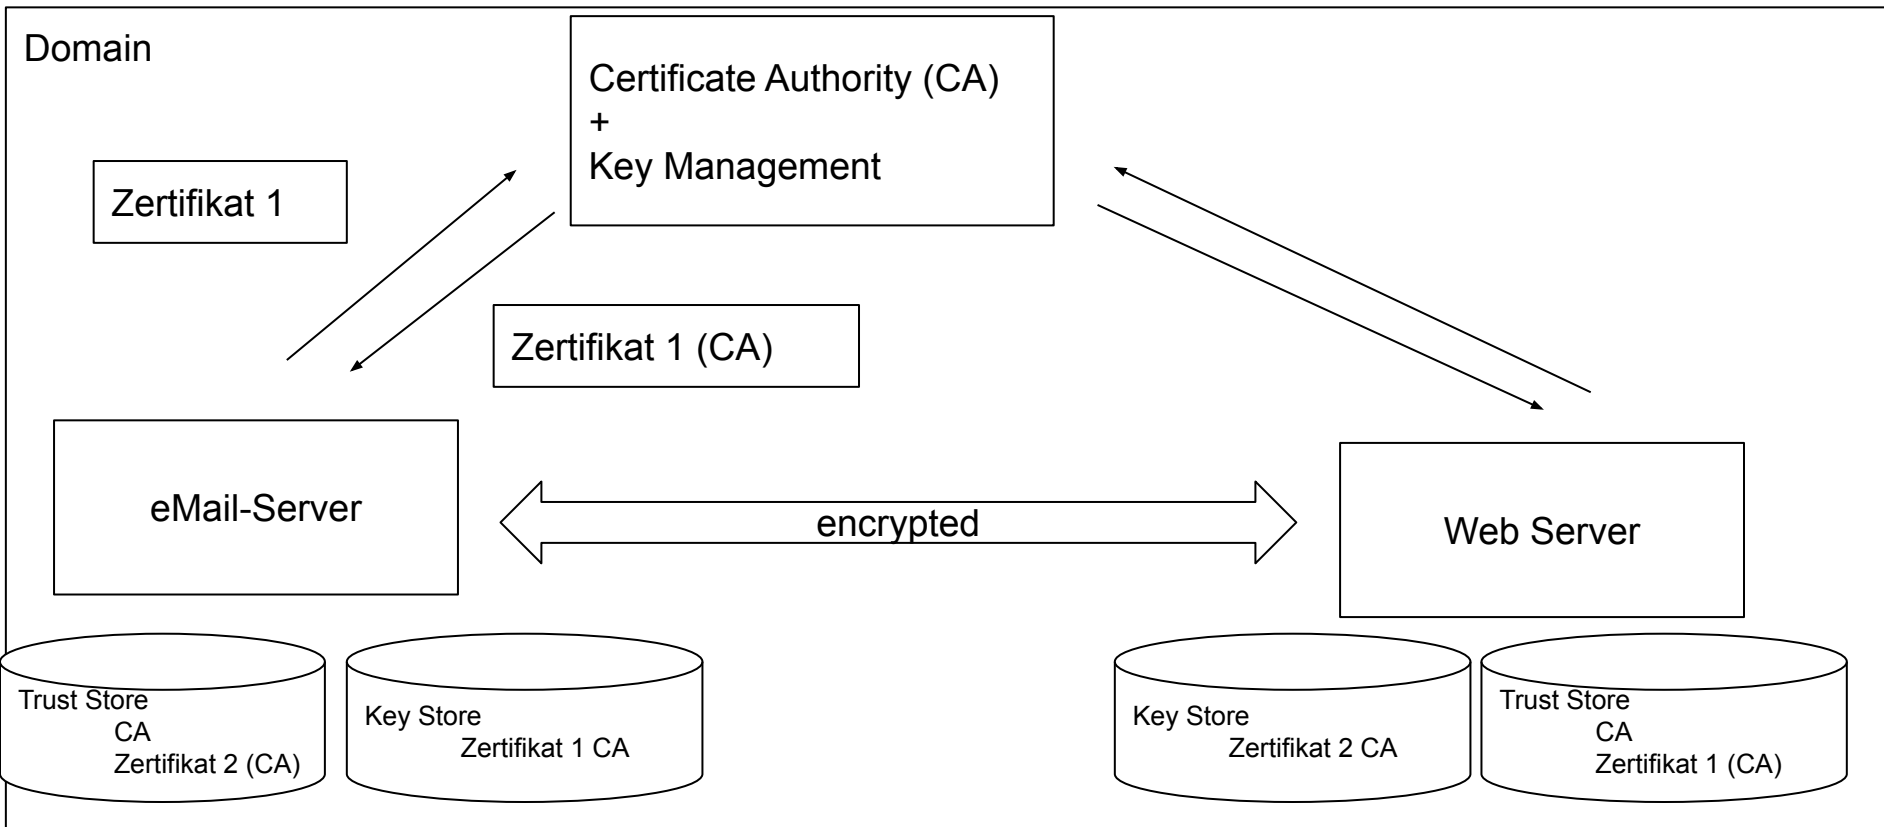 Domain
Certificate Authority (CA)
+
Key Management
Zertifikat 1
Zertifikat 1 (CA)
eMail-Server
encrypted
Web Server
Trust Store
CA
Zertifikat 2 (CA)
Key Store
Zertifikat 1 CA
Key Store
Zertifikat 2 CA
Trust Store
CA
Zertifikat 1 (CA)